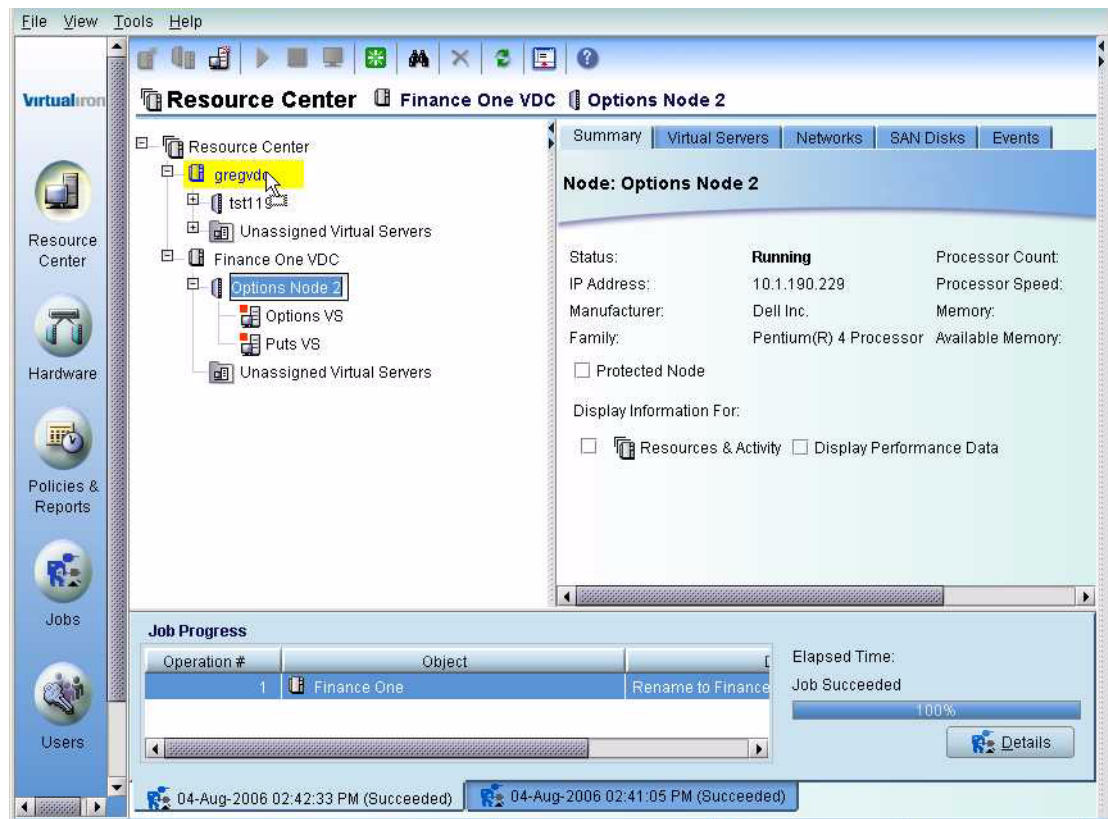 File View Tools Help
Virtualiron
Resource Center Finance One VDC Options Node 2
Resource Center
gregvdc
tst119
Unassigned Virtual Servers
Finance One VDC
Options Node 2
Options VS
Puts VS
Unassigned Virtual Servers
Resource
Center
Hardware
Policies &
Reports
Jobs
Users
Summary Virtual Servers Networks SAN Disks Events
Node: Options Node 2
Status: Running Processor Count:
IP Address: 10.1.190.229 Processor Speed:
Manufacturer: Dell Inc. Memory:
Family: Pentium(R) 4 Processor Available Memory:
Protected Node
Display Information For:
Resources & Activity Display Performance Data
Job Progress
Operation # Object
1 Finance One Rename to Finance
Elapsed Time:
Job Succeeded
100%
Details
04-Aug-2006 02:42:33 PM (Succeeded) 04-Aug-2006 02:41:05 PM (Succeeded)